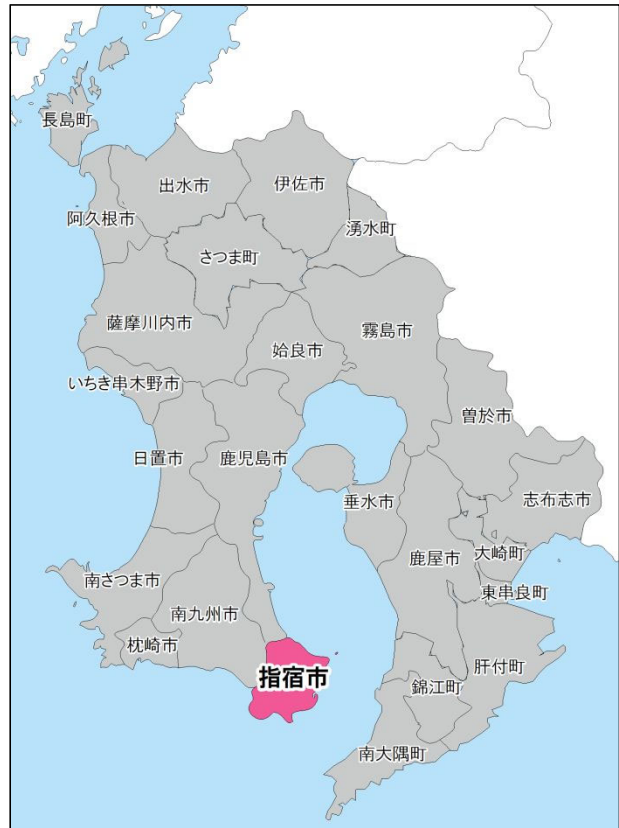 長島町
出水市
伊佐市
阿久根市
湧水町
さつま町
薩摩川内市
霧島市
姶良市
いちき串木野市
曽於市
日置市
鹿児島市
垂水市
志布志市
鹿屋市
大崎町
南さつま市
東串良町
南九州市
枕崎市
肝付町
指宿市
錦江町
南大隅町